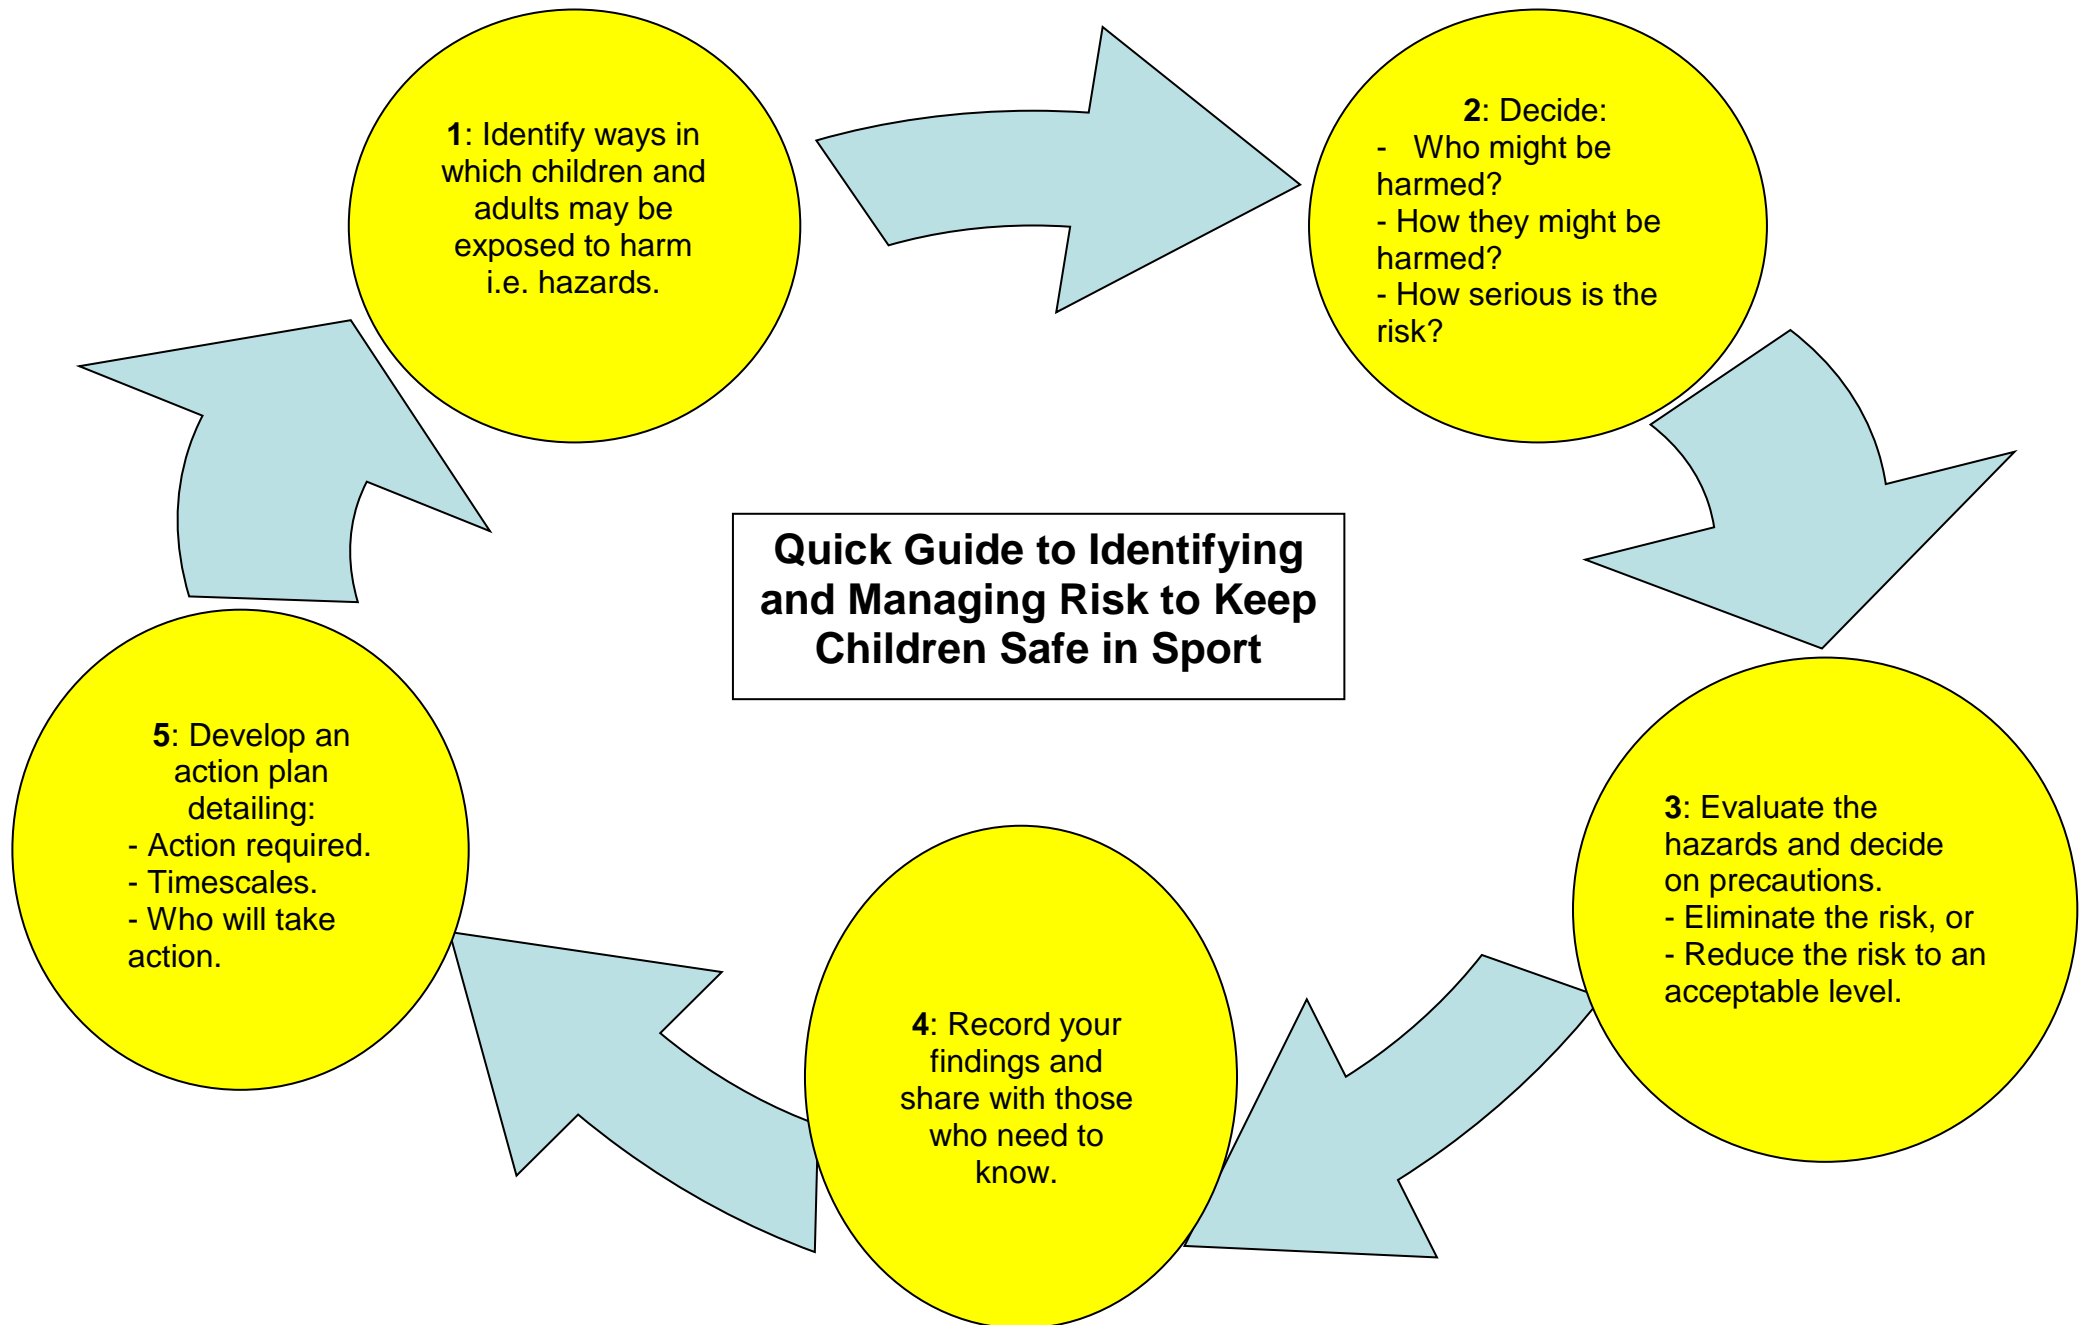 1: Identify ways in
which children and
adults may be
exposed to harm
i.e. hazards.
2: Decide:
- Who might be
harmed?
- How they might be
harmed?
- How serious is the
risk?
Quick Guide to Identifying
and Managing Risk to Keep
Children Safe in Sport
3: Evaluate the
hazards and decide
on precautions.
- Eliminate the risk, or
- Reduce the risk to an
acceptable level.
4: Record your
findings and
share with those
who need to
know.
5: Develop an
action plan
detailing:
- Action required.
- Timescales.
- Who will take
action.